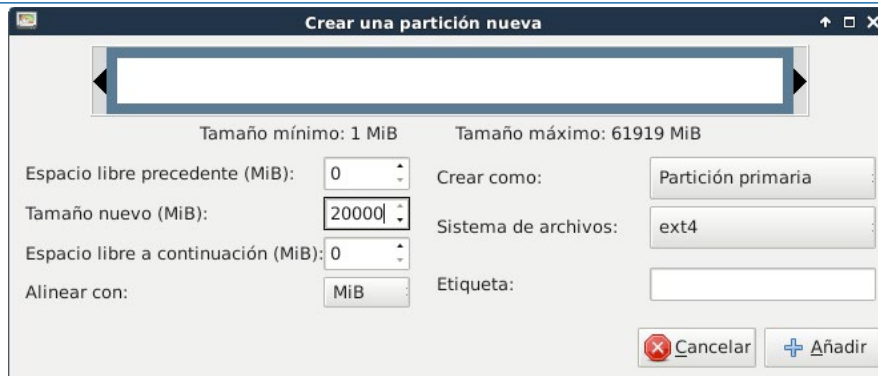 Crear una partición nueva
Tamaño mínimo: 1 MiB Tamaño máximo: 61919 MiB
Espacio libre precedente (MiB): 0
Tamaño nuevo (MiB): 20000
Espacio libre a continuación (MiB): 0
Alinear con: MiB
Crear como: Partición primaria
Sistema de archivos: ext4
Etiqueta:
Cancelar Añadir